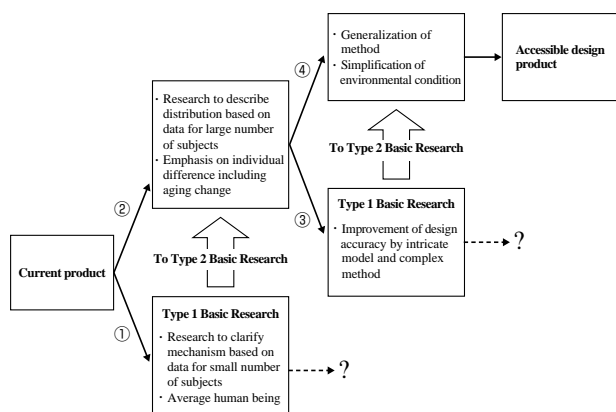 ・ Generalization of
method
・ Simplification of
environmental condition
Accessible design
product
④
・ Research to describe
distribution based on
data for large number
of subjects
・ Emphasis on individual
difference including
aging change
To Type 2 Basic Research
②
③
Type 1 Basic Research
・ Improvement of design
accuracy by intricate
model and complex
method
?
Current product
To Type 2 Basic Research
①
Type 1 Basic Research
・ Research to clarify
mechanism based on
data for small number
of subjects
・ Average human being
?